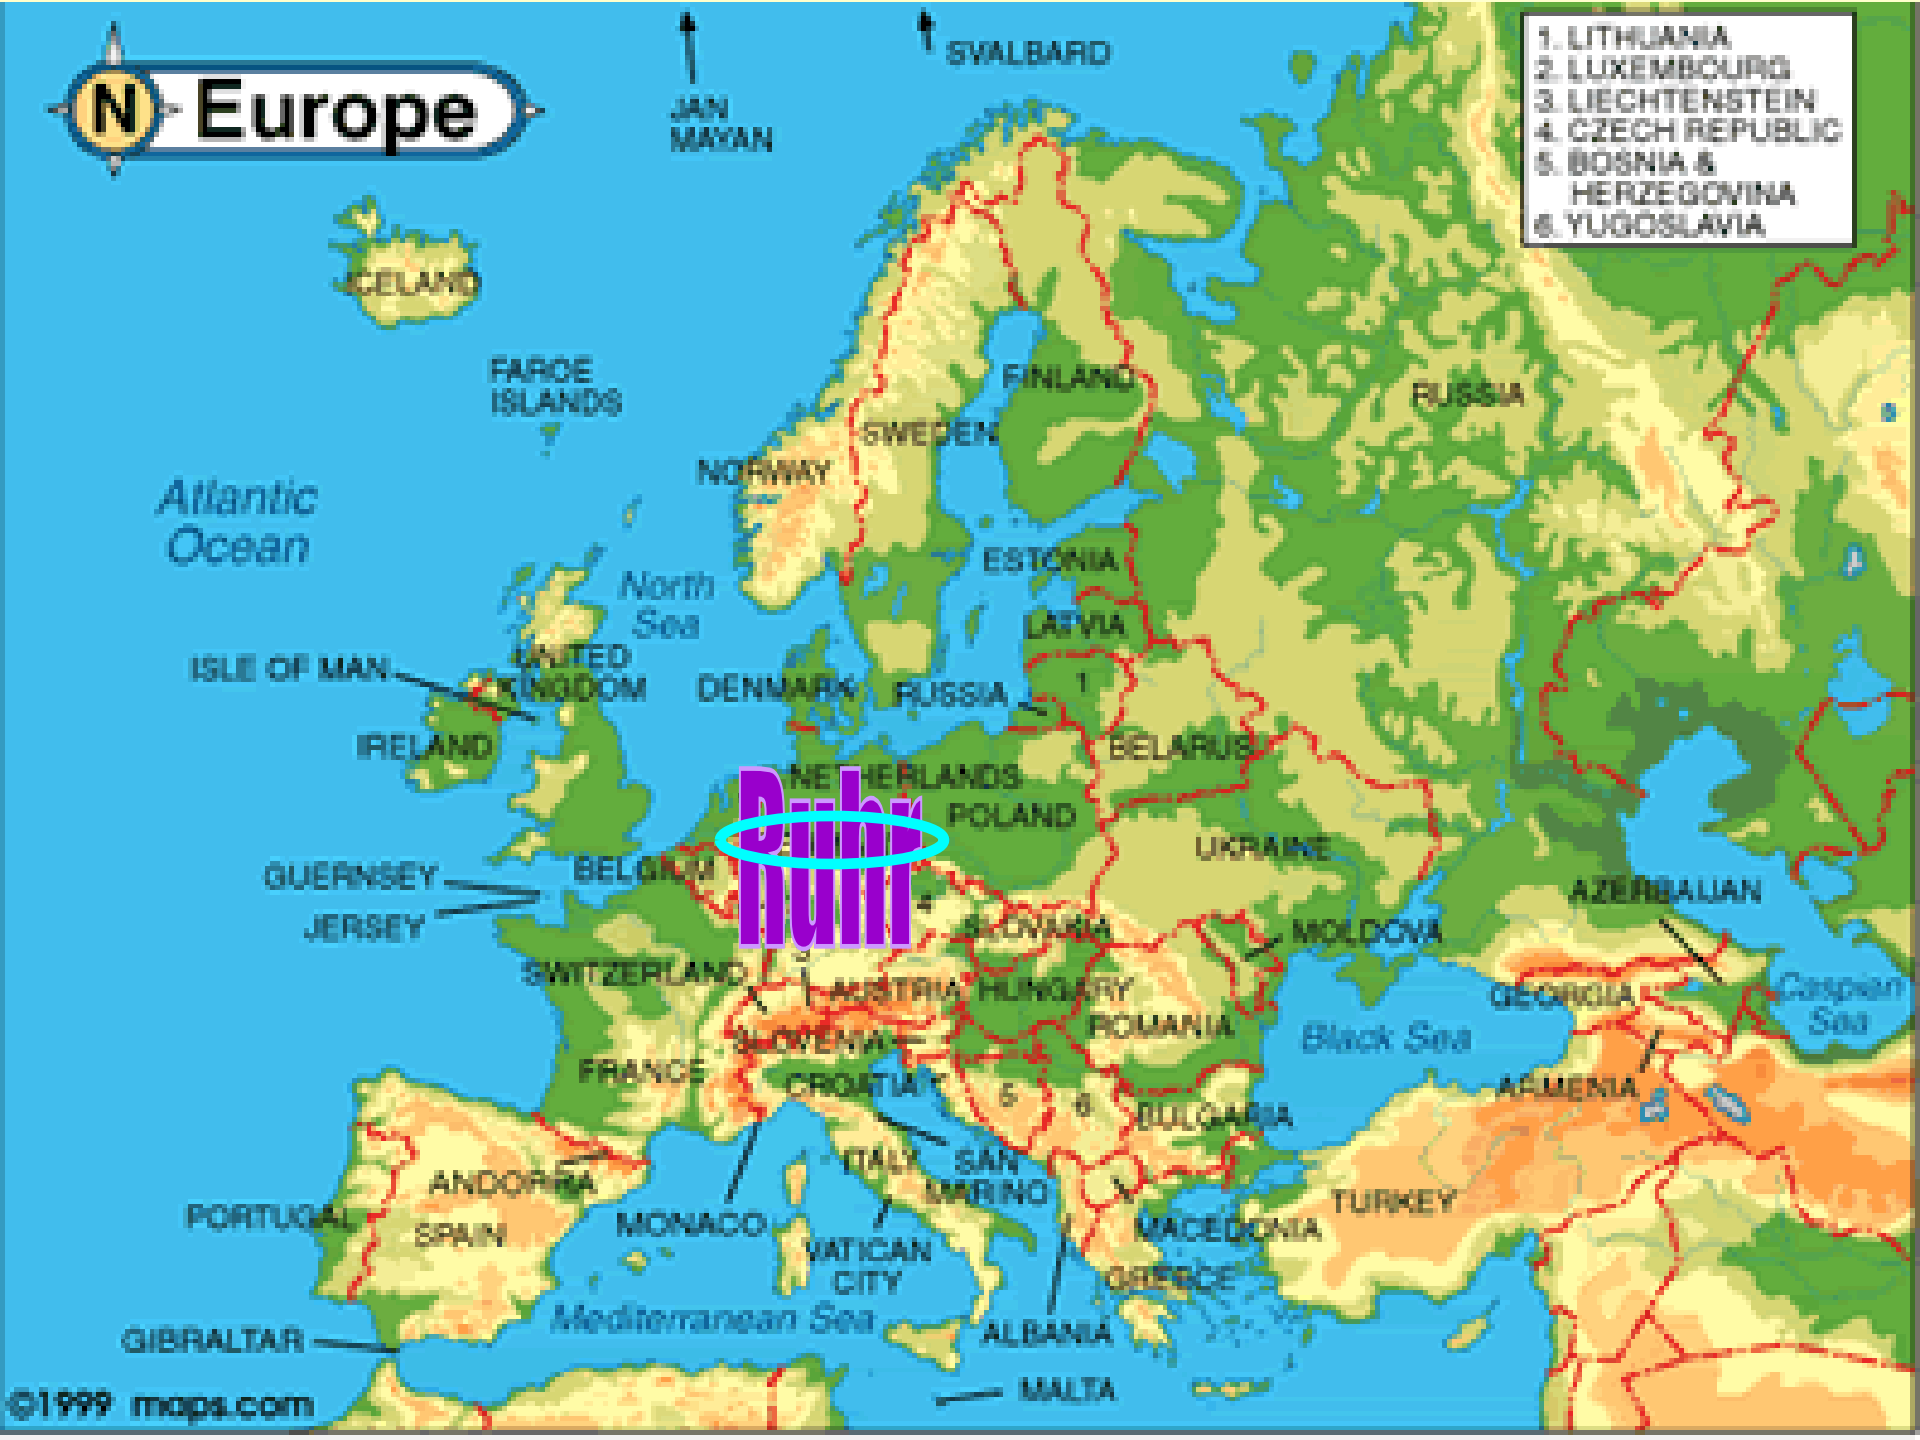 N Europe
SVALBARD
JAN
MAYAN
1. LITHUANIA
2. LUXEMBOURG
3. LIECHTENSTEIN
4. CZECH REPUBLIC
5. BOSNIA &
HERZEGOVINA
6. YUGOSLAVIA
ICELAND
FAROE
ISLANDS
FINLAND
RUSSIA
SWEDEN
NORWAY
Atlantic
Ocean
ESTONIA
North
Sea
LATVIA
ISLE OF MAN
UNITED
KINGDOM
DENMARK
RUSSIA
1
IRELAND
BELARUS
NETHERLANDS
POLAND
Ruhr
Ruhr
UKRAINE
BELGIUM
GUERNSEY
JERSEY
4
SLOVAKIA
MOLDOVA
AZERBAIJAN
SWITZERLAND
AUSTRIA
HUNGARY
GEORGIA
Caspian
Sea
ROMANIA
Black Sea
SLOVENIA
FRANCE
CROATIA
5
6
ARMENIA
BULGARIA
ITALY
SAN
MARINO
ANDORRA
PORTUGAL
SPAIN
MONACO
VATICAN
CITY
MACEDONIA
TURKEY
GREECE
Mediterranean Sea
ALBANIA
GIBRALTAR
MALTA
©1999 maps.com